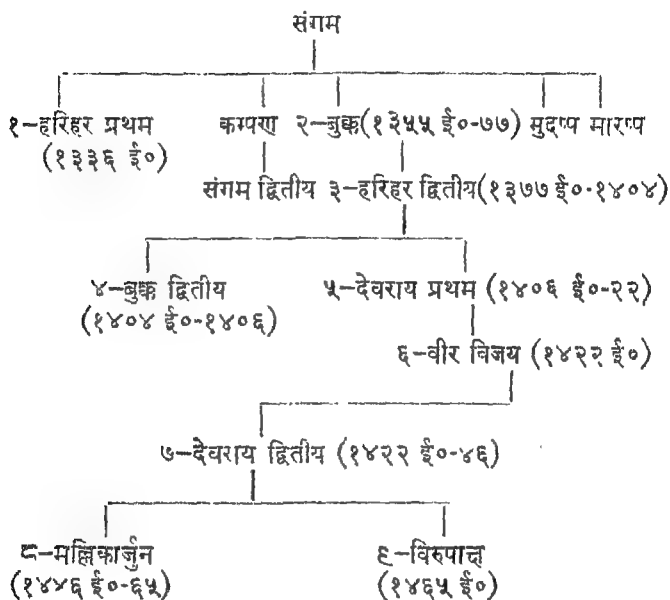 संगम
१-हरिहर प्रथम कम्पण २-बुक्क(१३५५ ई०-७७) मुदप्प मारप्प
(१३३६ ई०)
संगम द्वितीय ३-हरिहर द्वितीय(१३७७ ई०-१४०४)
४-बुक्क द्वितीय ५-देवराय प्रथम (१४०६ ई०-२२)
(१४०४ ई०-१४०६)
६-वीर विजय (१४२२ ई०)
७-देवराय द्वितीय (१४२२ ई०-४६)
८-मल्लिकार्जुन ९-विरुपाक्ष
(१४४६ ई०-६५) (१४६५ ई०)